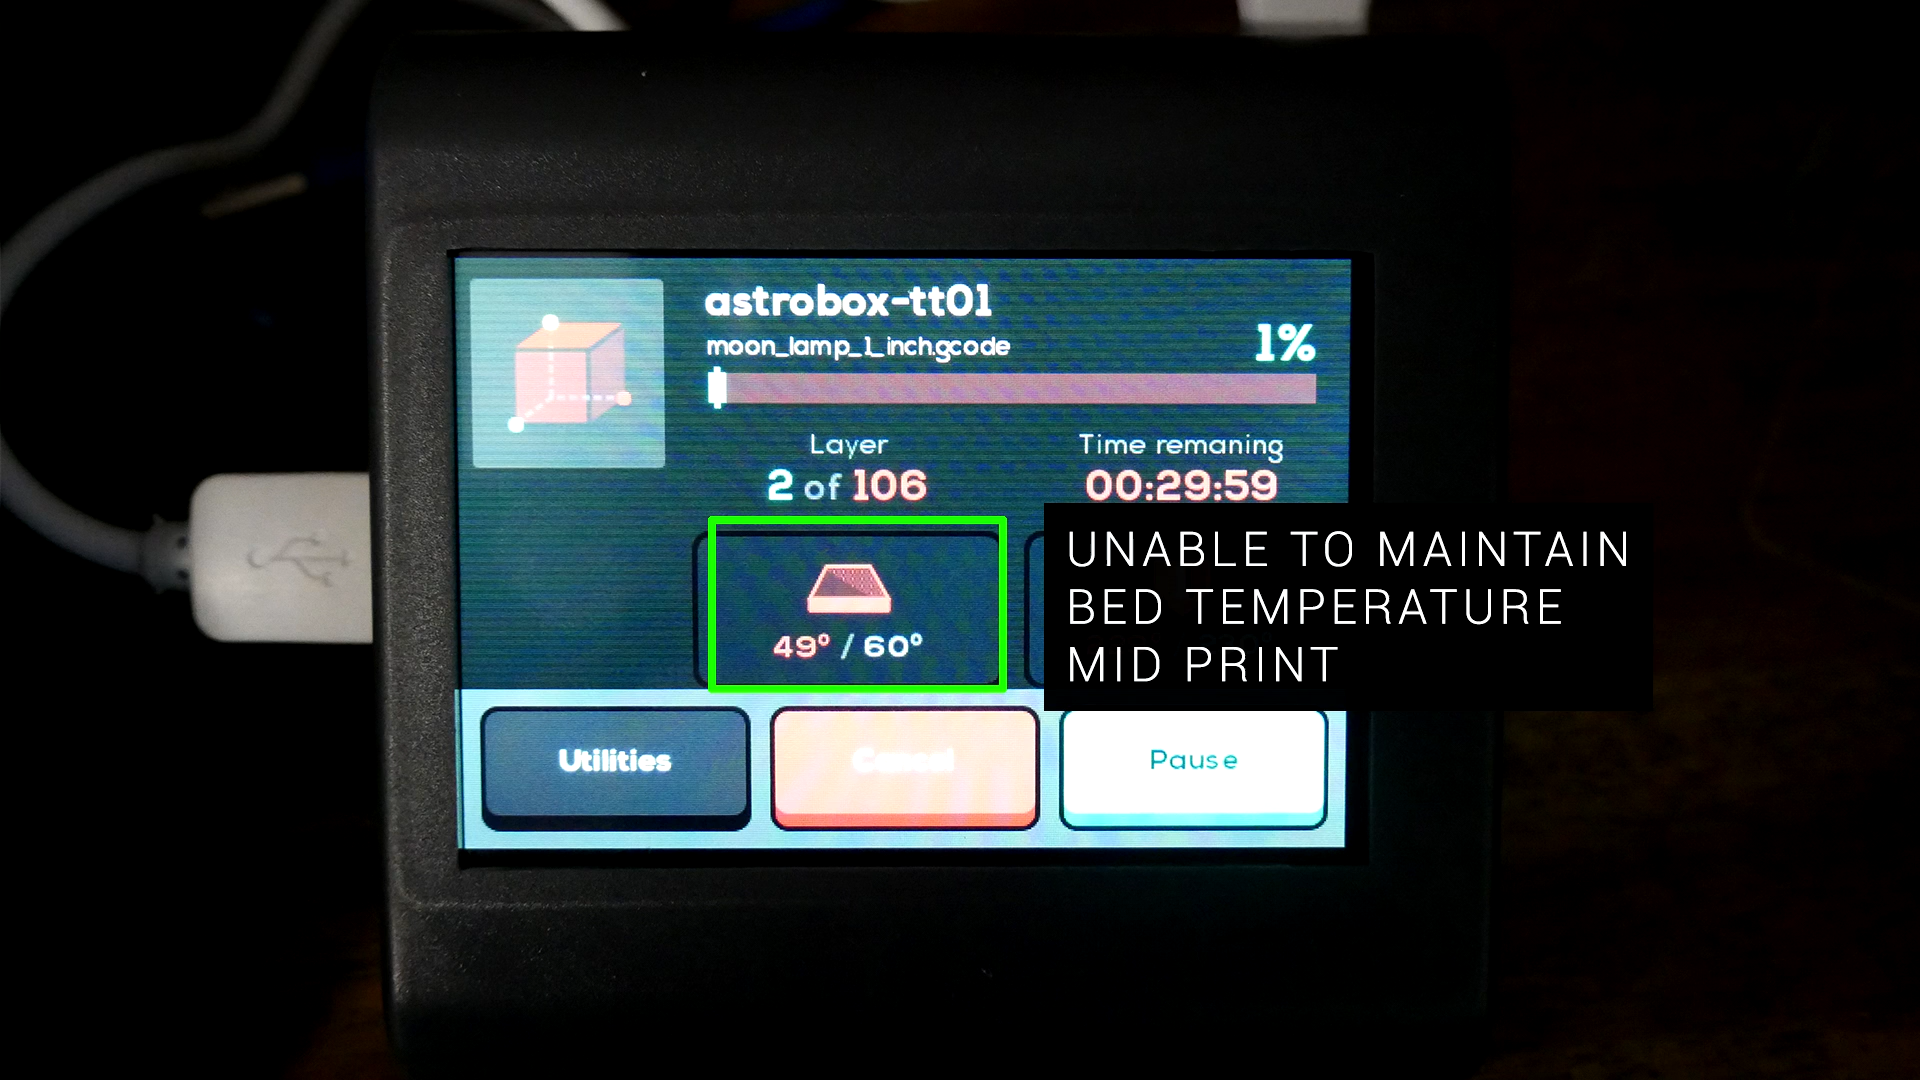 astrobox-tt01
moon_lamp_1_inch.gcode
1%
Layer
Time remaning
2 of 106
00:29:59
49° / 60°
UNABLE TO MAINTAIN
BED TEMPERATURE
MID PRINT
Utilities
Cancel
Pause